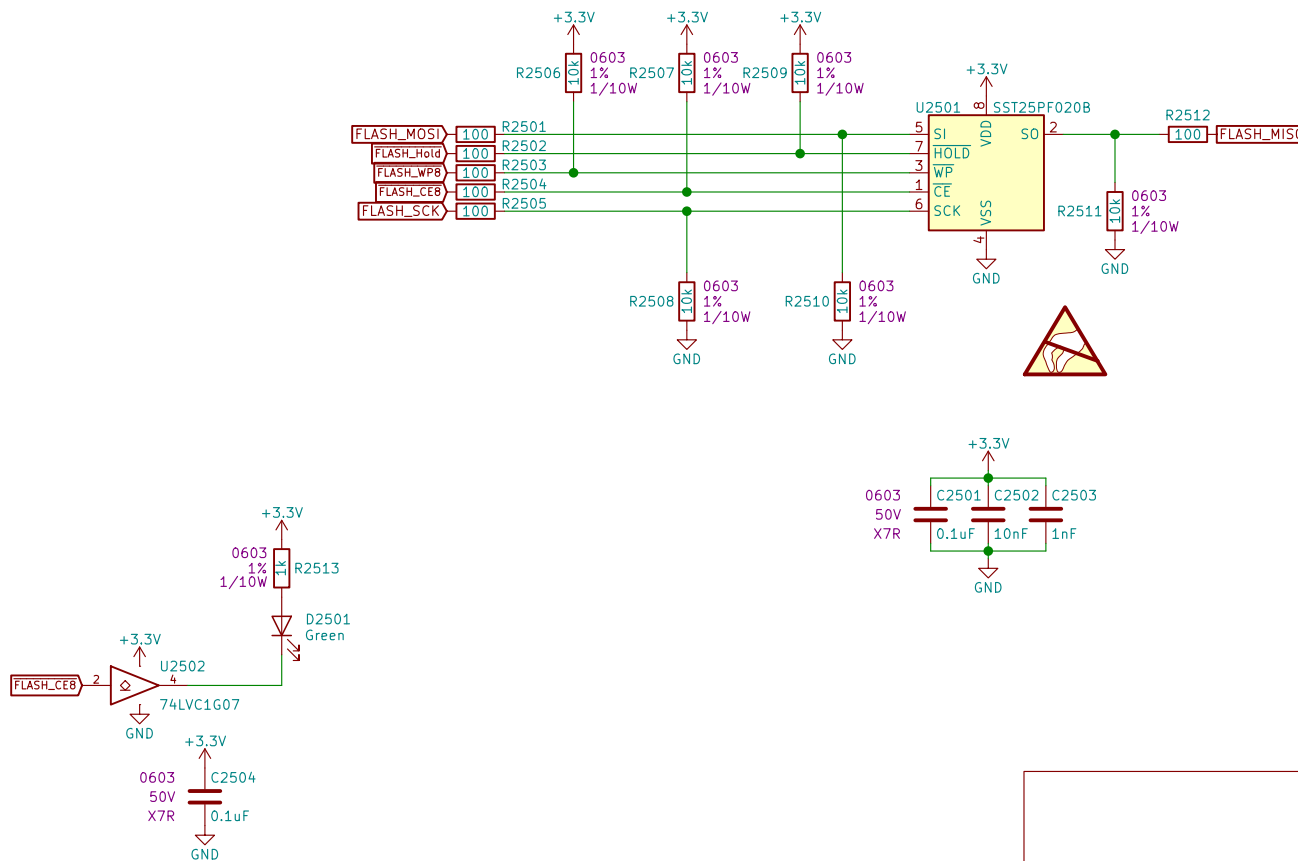 +3.3V +3.3V +3.3V
R2506 10k 0603 1% 1/10W
R2507 10k 0603 1% 1/10W
R2509 10k 0603 1% 1/10W
+3.3V
U2501 SST25PF020B
8 VDD
FLASH_MOSI 100 R2501 5 SI
FLASH_Hold 100 R2502 7 HOLD
FLASH_WP8 100 R2503 3 WP
FLASH_CE8 100 R2504 1 CE
FLASH_SCK 100 R2505 6 SCK
SO 2
R2512
100 FLASH_MISO
VSS 4
GND
R2511 10k 0603 1% 1/10W
GND
R2508 10k 0603 1% 1/10W
GND
R2510 10k 0603 1% 1/10W
GND
+3.3V
0603 50V X7R
C2501 C2502 C2503
0.1uF 10nF 1nF
GND
+3.3V
0603 1% 1/10W
1k R2513
D2501
Green
+3.3V
U2502
FLASH_CE8 2 4
74LVC1G07
GND
+3.3V
0603 C2504
50V
X7R 0.1uF
GND